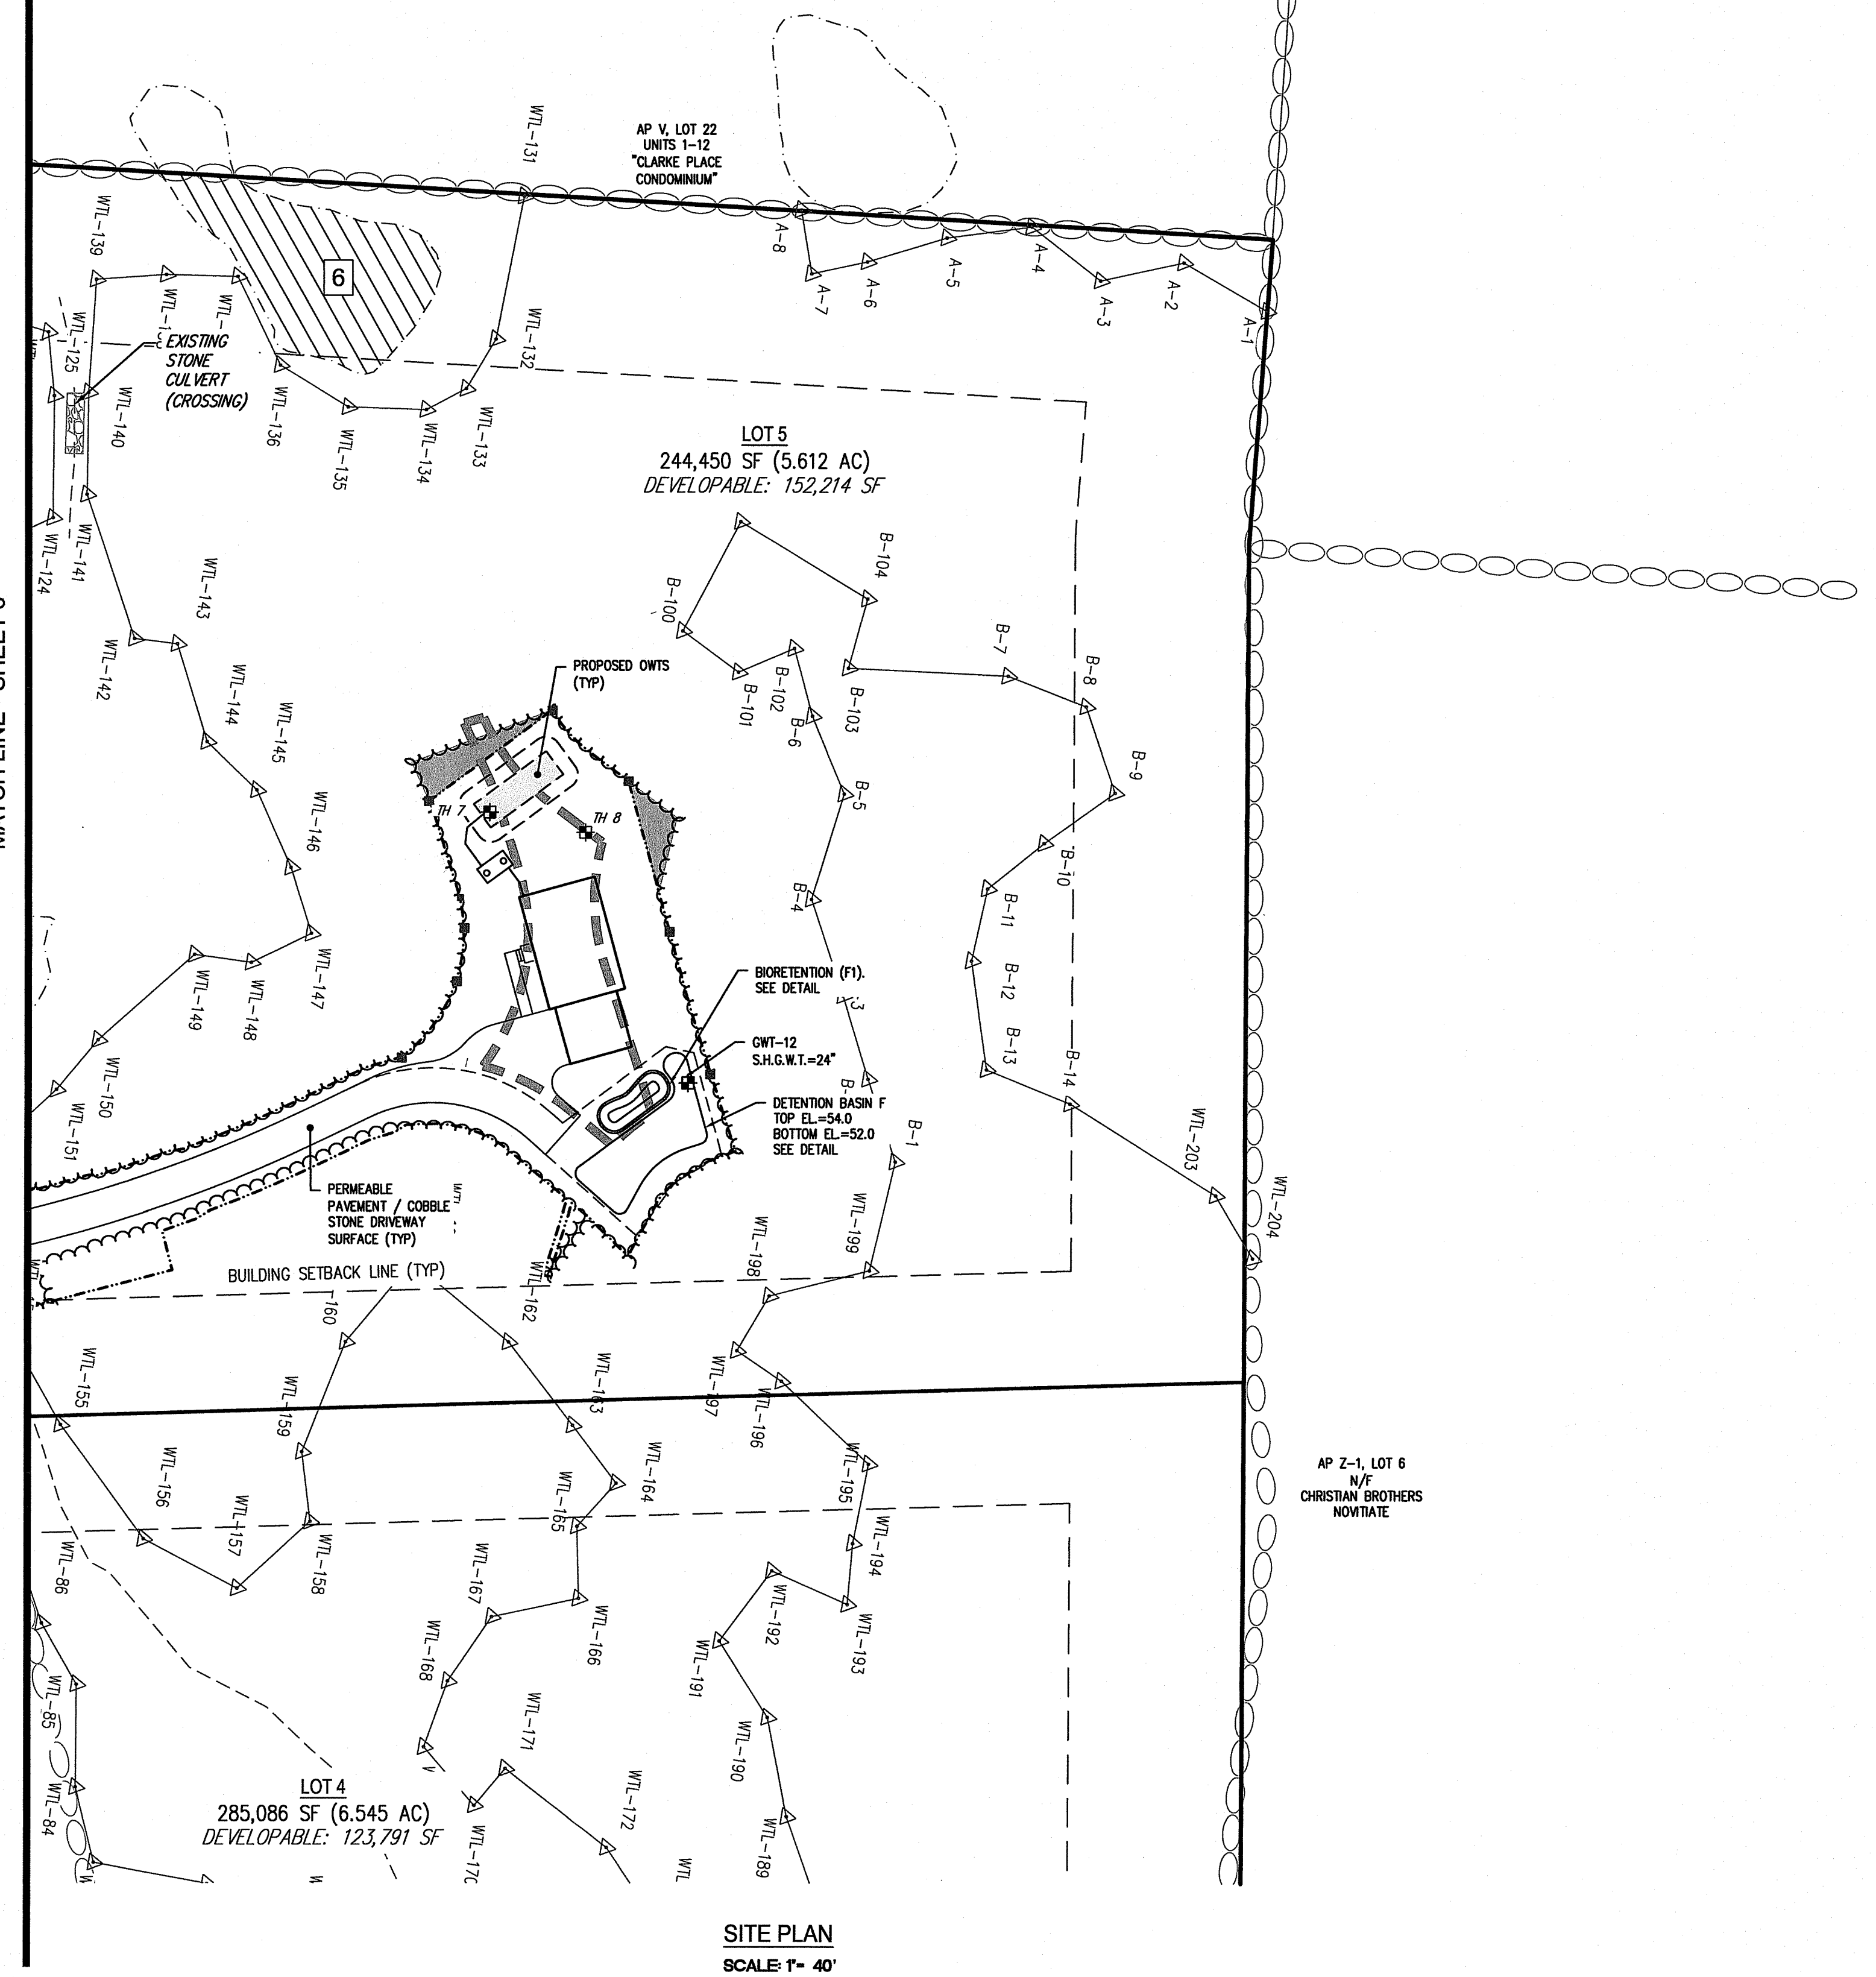 WTL-131
AP V, LOT 22
UNITS 1-12
"CLARKE PLACE
CONDOMINIUM"
WTL-139
A-8
A-7
A-6
A-5
A-4
A-3
A-2
A-1
6
WTL-125
EXISTING
STONE
CULVERT
(CROSSING)
WTL-140
WTL-136
WTL-135
WTL-134
WTL-133
WTL-132
LOT 5
244,450 SF (5.612 AC)
DEVELOPABLE: 152,214 SF
WTL-124
WTL-141
WTL-143
WTL-142
WTL-144
WTL-145
WTL-146
WTL-147
WTL-148
WTL-149
WTL-150
WTL-151
B-104
B-100
B-101
B-102
B-6
B-103
B-7
B-8
B-9
B-5
B-10
B-4
B-11
B-12
B-13
B-14
B-1
PROPOSED OWTS
(TYP)
TH 7
TH 8
BIORETENTION (F1).
SEE DETAIL
GWT-12
S.H.G.W.T.=24"
DETENTION BASIN F
TOP EL.=54.0
BOTTOM EL.=52.0
SEE DETAIL
PERMEABLE
PAVEMENT / COBBLE
STONE DRIVEWAY
SURFACE (TYP)
BUILDING SETBACK LINE (TYP)
WTL-203
WTL-204
WTL-199
WTL-198
WTL-162
-160
WTL-155
WTL-159
WTL-163
WTL-197
WTL-196
WTL-195
WTL-164
WTL-165
WTL-156
WTL-157
WTL-158
WTL-86
WTL-167
WTL-166
WTL-194
WTL-193
WTL-192
WTL-191
WTL-168
WTL-85
WTL-171
WTL-190
WTL-84
WTL-172
WTL-189
WTL
AP Z-1, LOT 6
N/F
CHRISTIAN BROTHERS
NOVITIATE
LOT 4
285,086 SF (6.545 AC)
DEVELOPABLE: 123,791 SF
SITE PLAN
SCALE: 1"= 40'